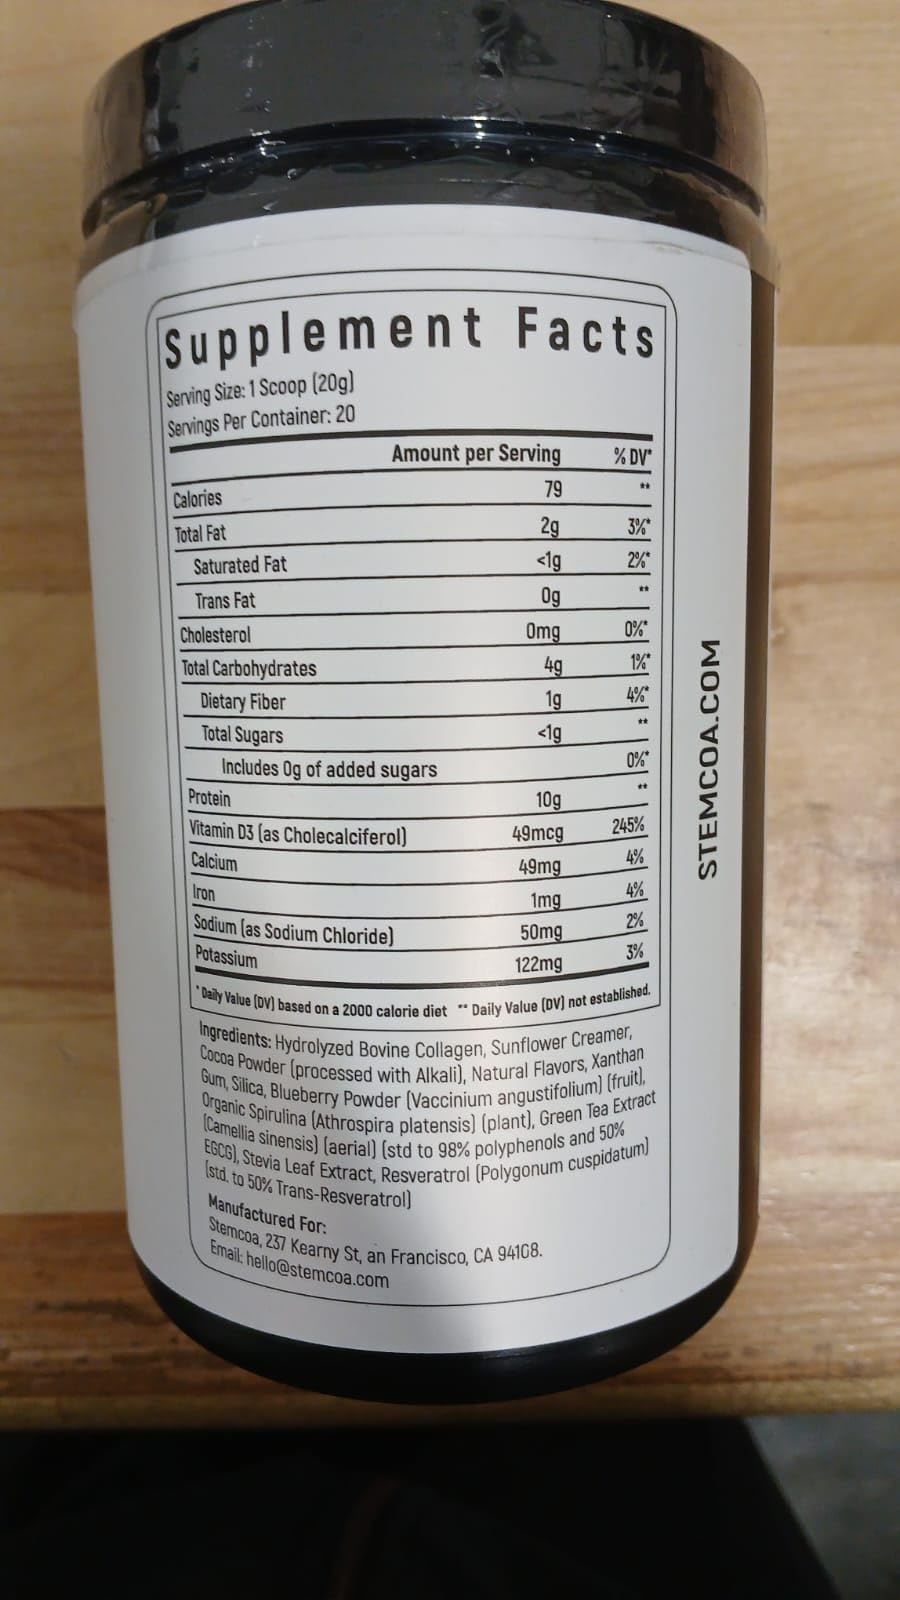 Supplement Facts
Serving Size: 1 Scoop (20g)
Servings Per Container: 20
Amount per Serving % DV*
Calories 79 **
Total Fat 2g 3%*
Saturated Fat <1g 2%*
Trans Fat 0g **
Cholesterol 0mg 0%*
Total Carbohydrates 4g 1%*
Dietary Fiber 1g 4%*
Total Sugars <1g **
Includes 0g of added sugars 0%*
Protein 10g **
Vitamin D3 (as Cholecalciferol) 49mcg 245%
Calcium 49mg 4%
Iron 1mg 4%
Sodium (as Sodium Chloride) 50mg 2%
Potassium 122mg 3%
* Daily Value (DV) based on a 2000 calorie diet ** Daily Value (DV) not established.
Ingredients: Hydrolyzed Bovine Collagen, Sunflower Creamer,
Cocoa Powder (processed with Alkali), Natural Flavors, Xanthan
Gum, Silica, Blueberry Powder (Vaccinium angustifolium) (fruit),
Organic Spirulina (Athrospira platensis) (plant), Green Tea Extract
(Camellia sinensis) (aerial) (std to 98% polyphenols and 50%
EGCG), Stevia Leaf Extract, Resveratrol (Polygonum cuspidatum)
(std. to 50% Trans-Resveratrol)
Manufactured For:
Stemcoa, 237 Kearny St, an Francisco, CA 94108.
Email: hello@stemcoa.com
STEMCOA.COM